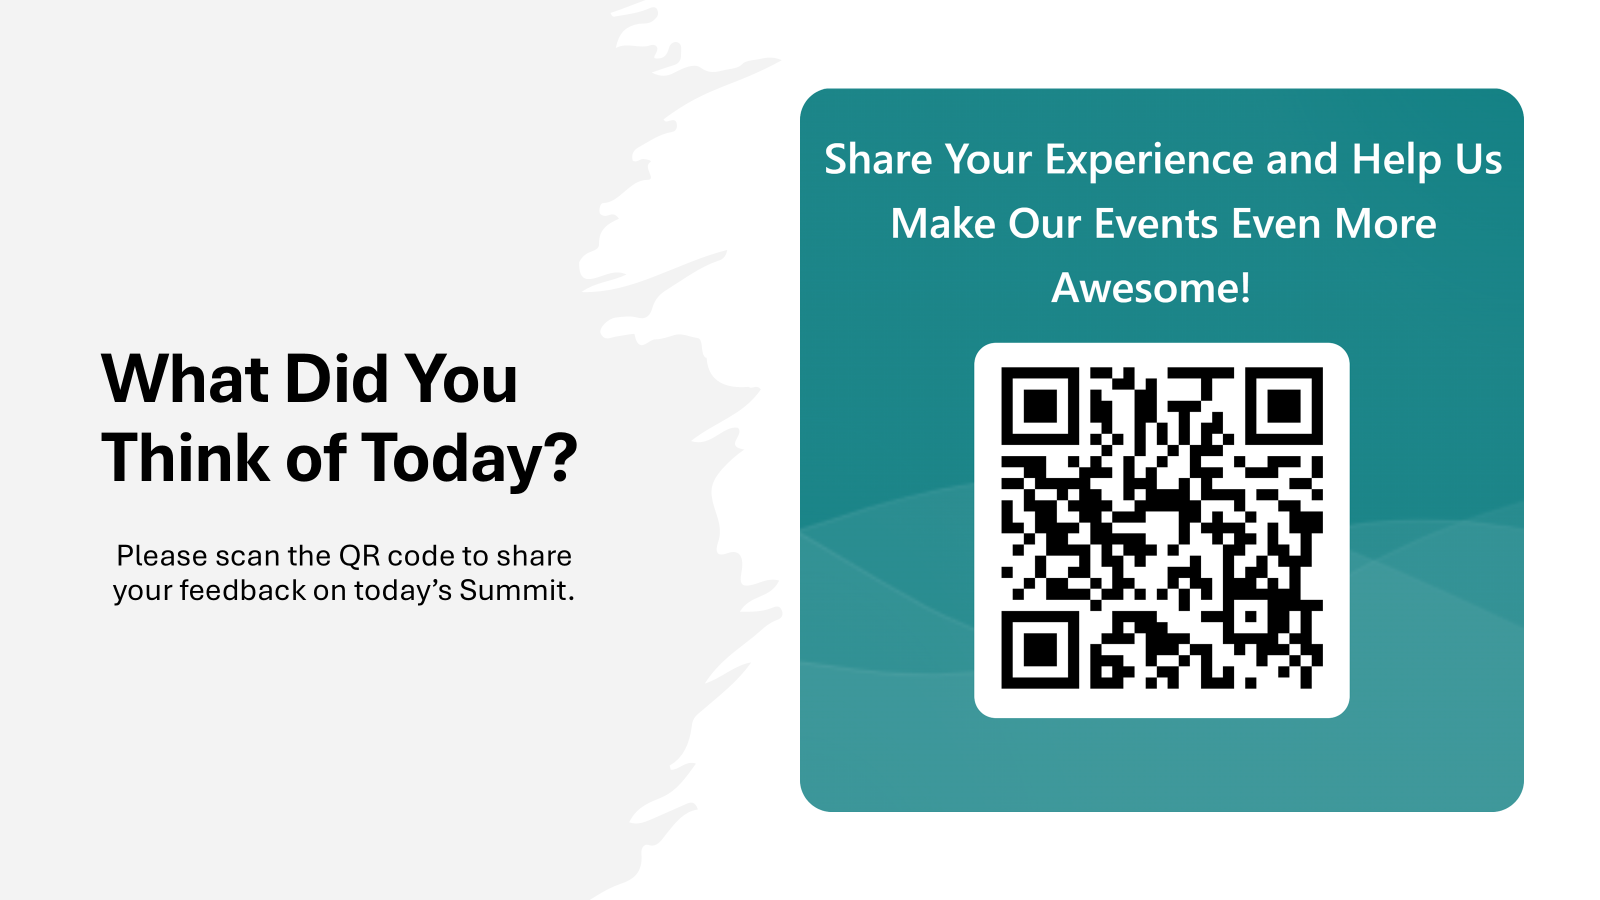 What Did You
Think of Today?
Please scan the QR code to share
your feedback on today’s Summit.
Share Your Experience and Help Us
Make Our Events Even More
Awesome!